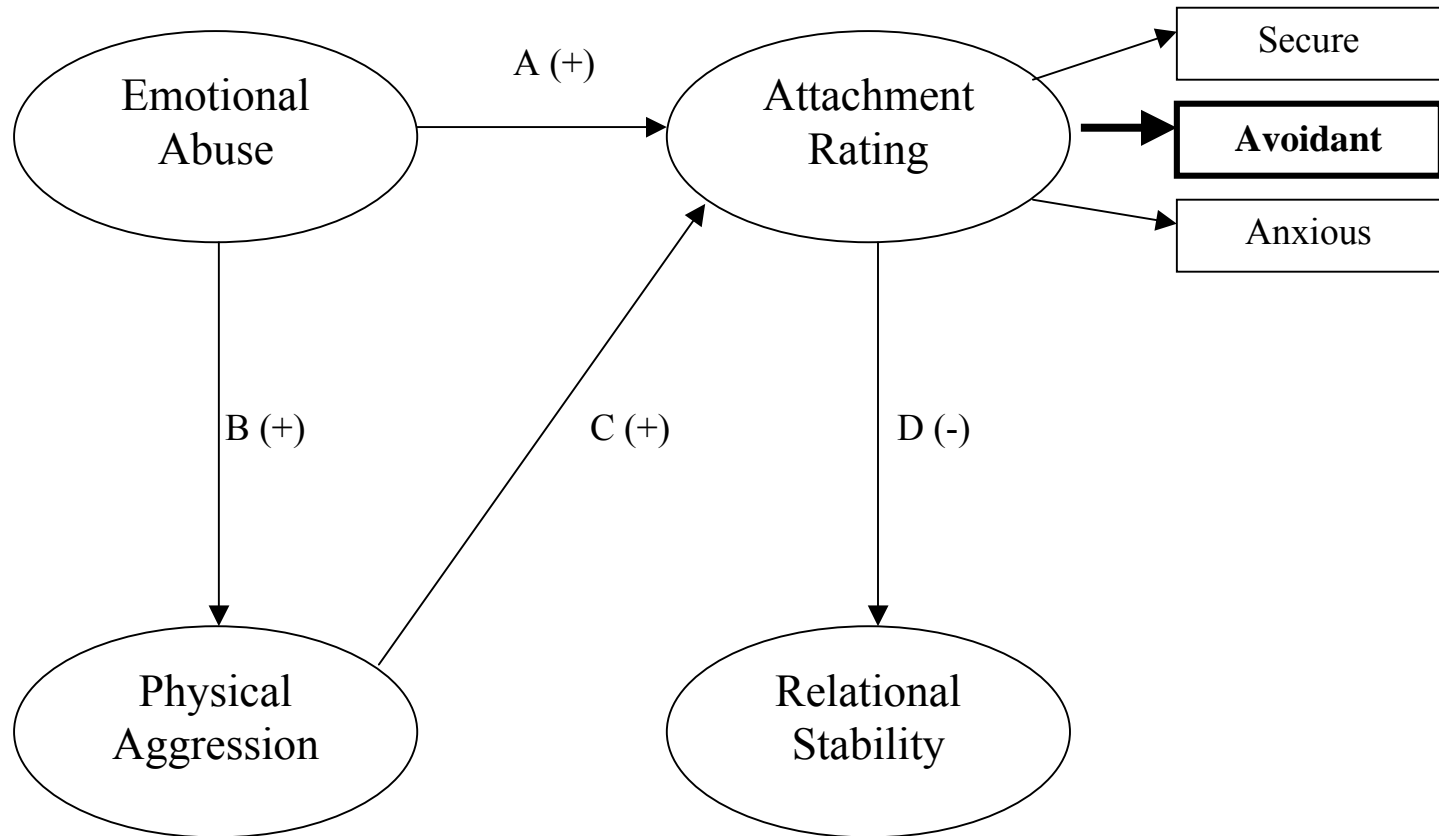 Emotional
Abuse
A (+)
Attachment
Rating
Secure
Avoidant
Anxious
B (+)
C (+)
D (-)
Physical
Aggression
Relational
Stability